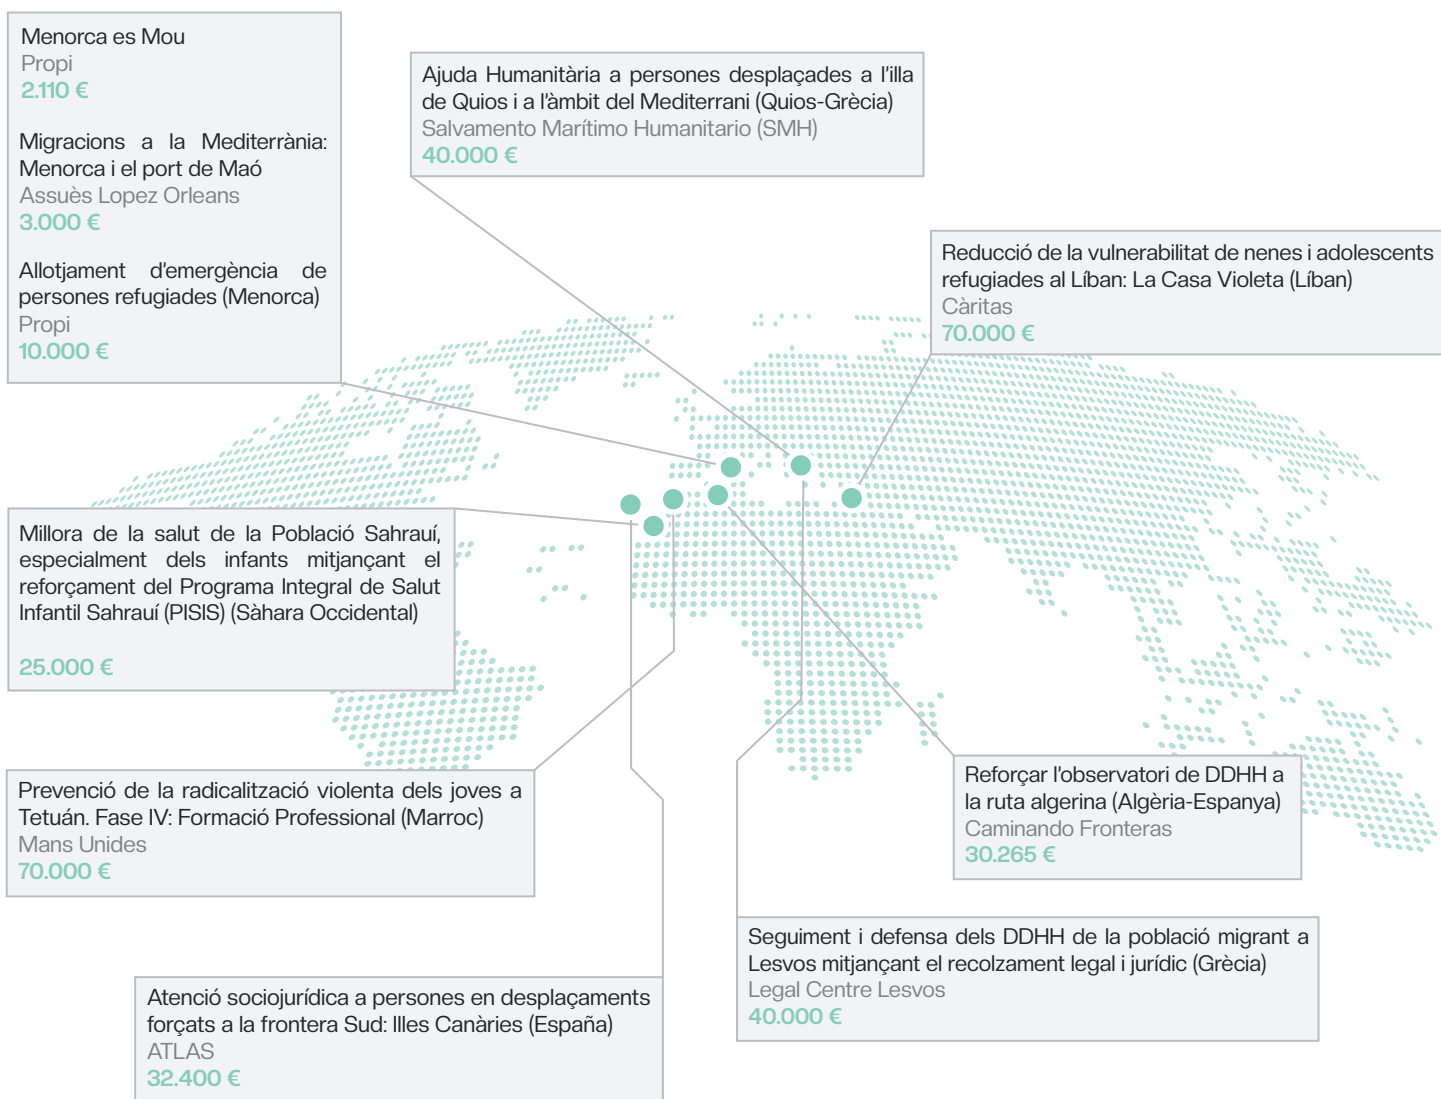 Menorca es Mou
Propi
2.110 €
Migracions a la Mediterrània:
Menorca i el port de Maó
Assuès Lopez Orleans
3.000 €
Allotjament d'emergència de
persones refugiades (Menorca)
Propi
10.000 €
Ajuda Humanitària a persones desplaçades a l'illa
de Quios i a l'àmbit del Mediterrani (Quios-Grècia)
Salvamento Marítimo Humanitario (SMH)
40.000 €
Reducció de la vulnerabilitat de nenes i adolescents
refugiades al Líban: La Casa Violeta (Líban)
Càritas
70.000 €
Millora de la salut de la Població Sahrauí,
especialment dels infants mitjançant el
reforçament del Programa Integral de Salut
Infantil Sahrauí (PISIS) (Sàhara Occidental)
25.000 €
Prevenció de la radicalització violenta dels joves a
Tetuán. Fase IV: Formació Professional (Marroc)
Mans Unides
70.000 €
Reforçar l'observatori de DDHH a
la ruta algerina (Algèria-Espanya)
Caminando Fronteras
30.265 €
Seguiment i defensa dels DDHH de la població migrant a
Lesvos mitjançant el recolzament legal i jurídic (Grècia)
Legal Centre Lesvos
40.000 €
Atenció sociojurídica a persones en desplaçaments
forçats a la frontera Sud: Illes Canàries (España)
ATLAS
32.400 €